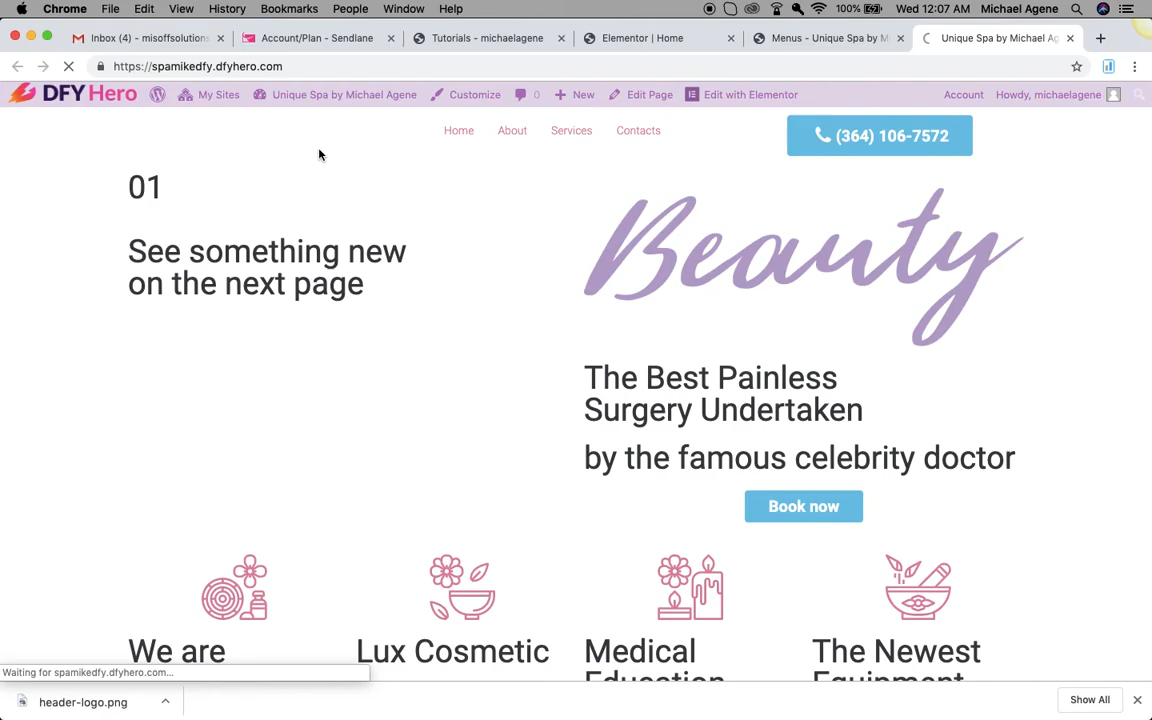 Chrome File Edit View History Bookmarks People Window Help 100% Wed 12:07 AM Michael Agene
Inbox (4) - misoffsolutions Account/Plan - Sendlane Tutorials - michaelagene Elementor | Home Menus - Unique Spa by M Unique Spa by Michael Ag
https://spamikedfy.dfyhero.com
DFY Hero My Sites Unique Spa by Michael Agene Customize 0 New Edit Page Edit with Elementor Account Howdy, michaelagene
Home About Services Contacts (364) 106-7572
01
See something new
on the next page
Beauty
The Best Painless
Surgery Undertaken
by the famous celebrity doctor
Book now
We are Lux Cosmetic Medical The Newest
Education Equipment
Waiting for spamikedfy.dfyhero.com...
header-logo.png Show All